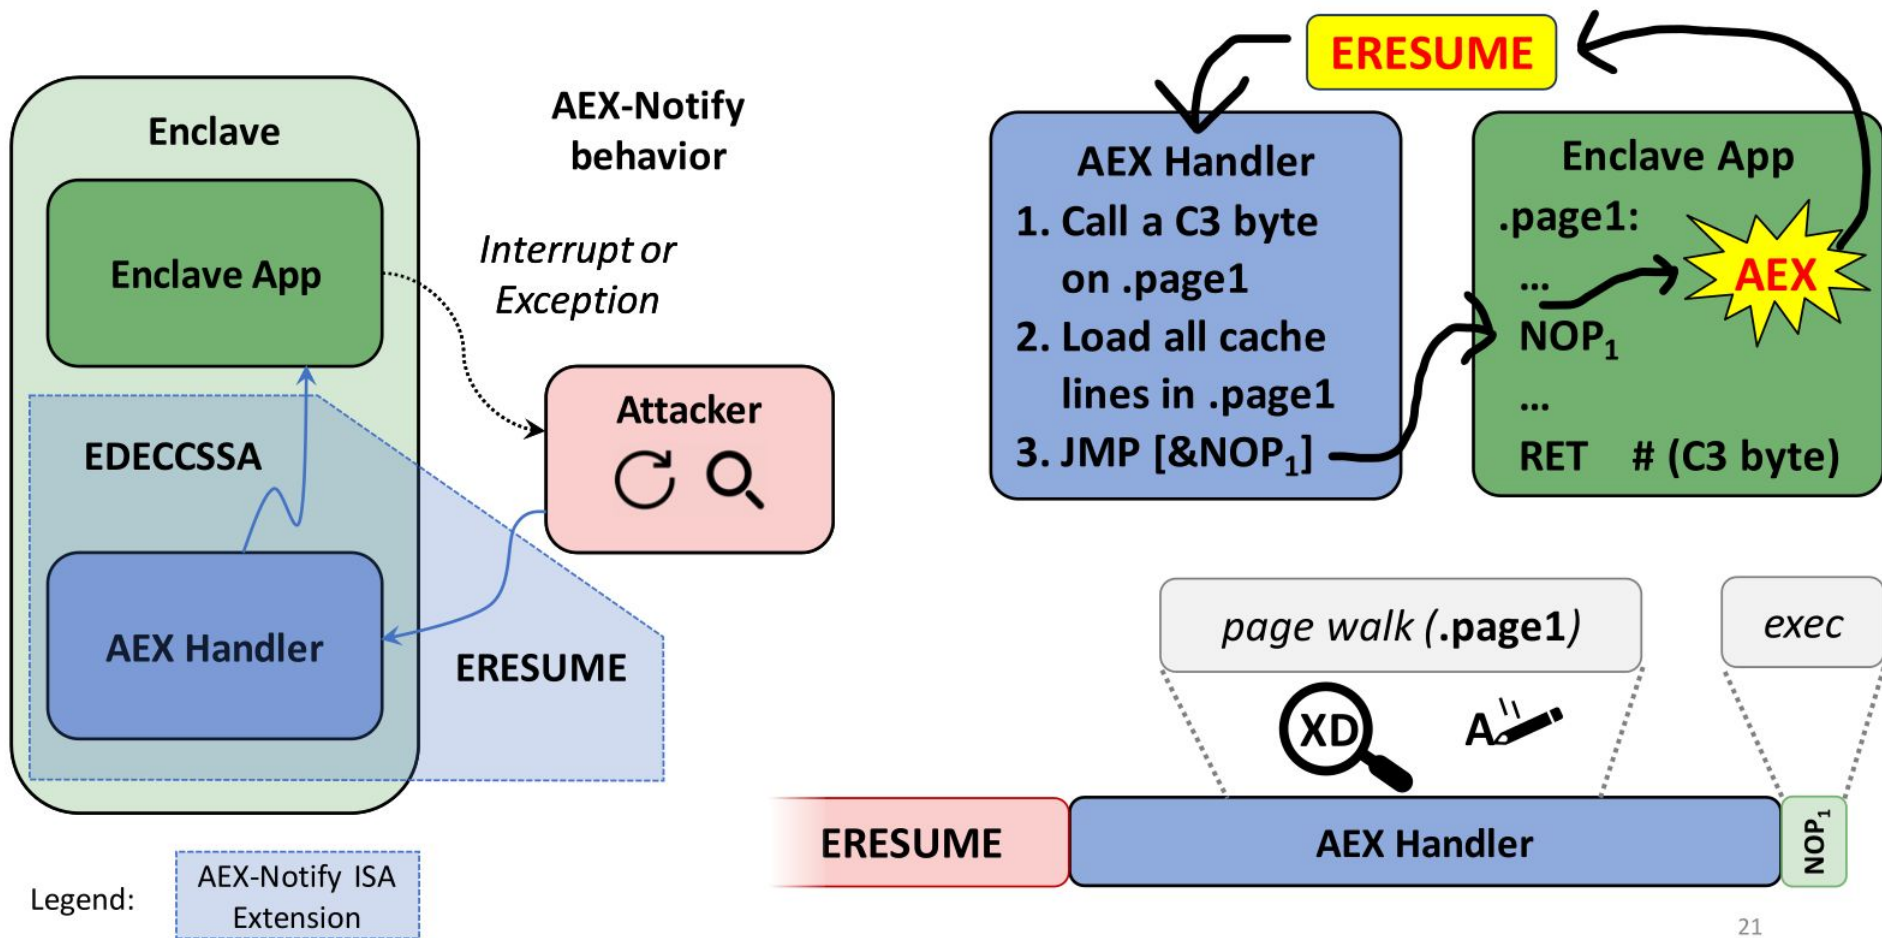 Enclave
Enclave App
EDECCSSA
AEX Handler
ERESUME
AEX-Notify
behavior
Interrupt or
Exception
Attacker
Legend:
AEX-Notify ISA
Extension
ERESUME
AEX Handler
1. Call a C3 byte
on .page1
2. Load all cache
lines in .page1
3. JMP [&NOP₁]
Enclave App
.page1:
...
AEX
NOP₁
...
RET # (C3 byte)
page walk (.page1)
exec
XD
A
ERESUME
AEX Handler
NOP₁
21